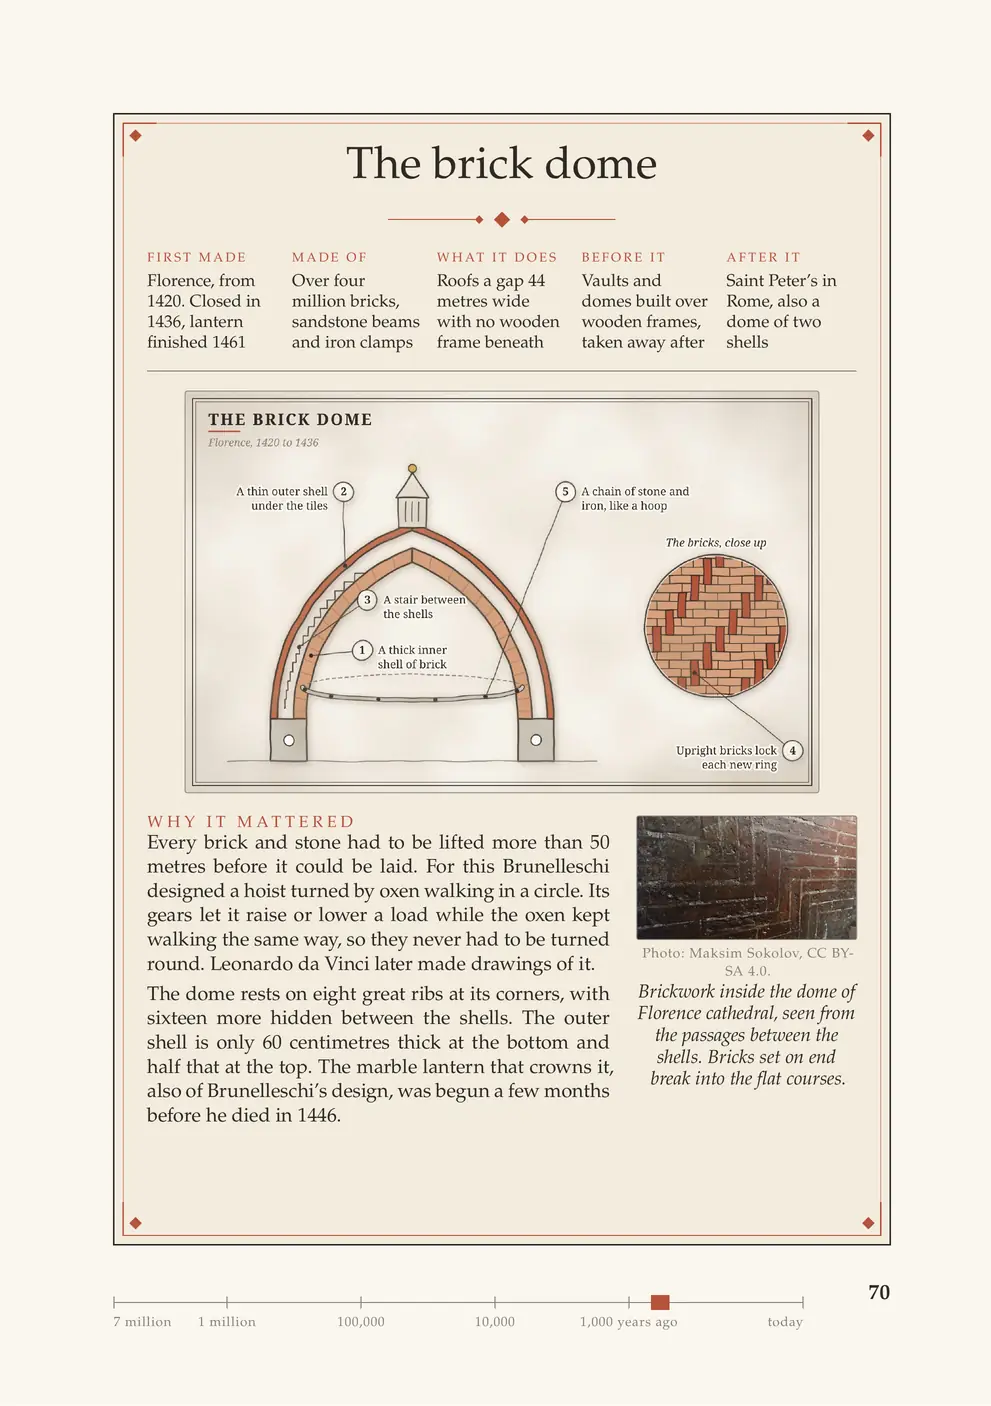 The brick dome
FIRST MADE
Florence, from
1420. Closed in
1436, lantern
finished 1461
MADE OF
Over four
million bricks,
sandstone beams
and iron clamps
WHAT IT DOES
Roofs a gap 44
metres wide
with no wooden
frame beneath
BEFORE IT
Vaults and
domes built over
wooden frames,
taken away after
AFTER IT
Saint Peter’s in
Rome, also a
dome of two
shells
THE BRICK DOME
Florence, 1420 to 1436
A thin outer shell
under the tiles
2
5
A chain of stone and
iron, like a hoop
The bricks, close up
3
A stair between
the shells
1
A thick inner
shell of brick
Upright bricks lock
each new ring
4
WHY IT MATTERED
Every brick and stone had to be lifted more than 50
metres before it could be laid. For this Brunelleschi
designed a hoist turned by oxen walking in a circle. Its
gears let it raise or lower a load while the oxen kept
walking the same way, so they never had to be turned
round. Leonardo da Vinci later made drawings of it.
The dome rests on eight great ribs at its corners, with
sixteen more hidden between the shells. The outer
shell is only 60 centimetres thick at the bottom and
half that at the top. The marble lantern that crowns it,
also of Brunelleschi’s design, was begun a few months
before he died in 1446.
Photo: Maksim Sokolov, CC BY-
SA 4.0.
Brickwork inside the dome of
Florence cathedral, seen from
the passages between the
shells. Bricks set on end
break into the flat courses.
70
7 million
1 million
100,000
10,000
1,000 years ago
today